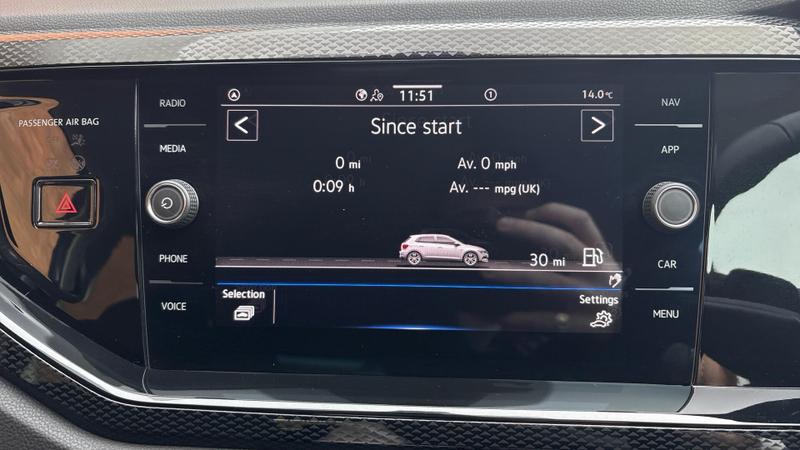 PASSENGER AIR BAG
RADIO
MEDIA
PHONE
VOICE
11:51
1
14.0°C
Since start
0 mi
Av. 0 mph
0:09 h
Av. --- mpg (UK)
30 mi
Selection
Settings
NAV
APP
CAR
MENU